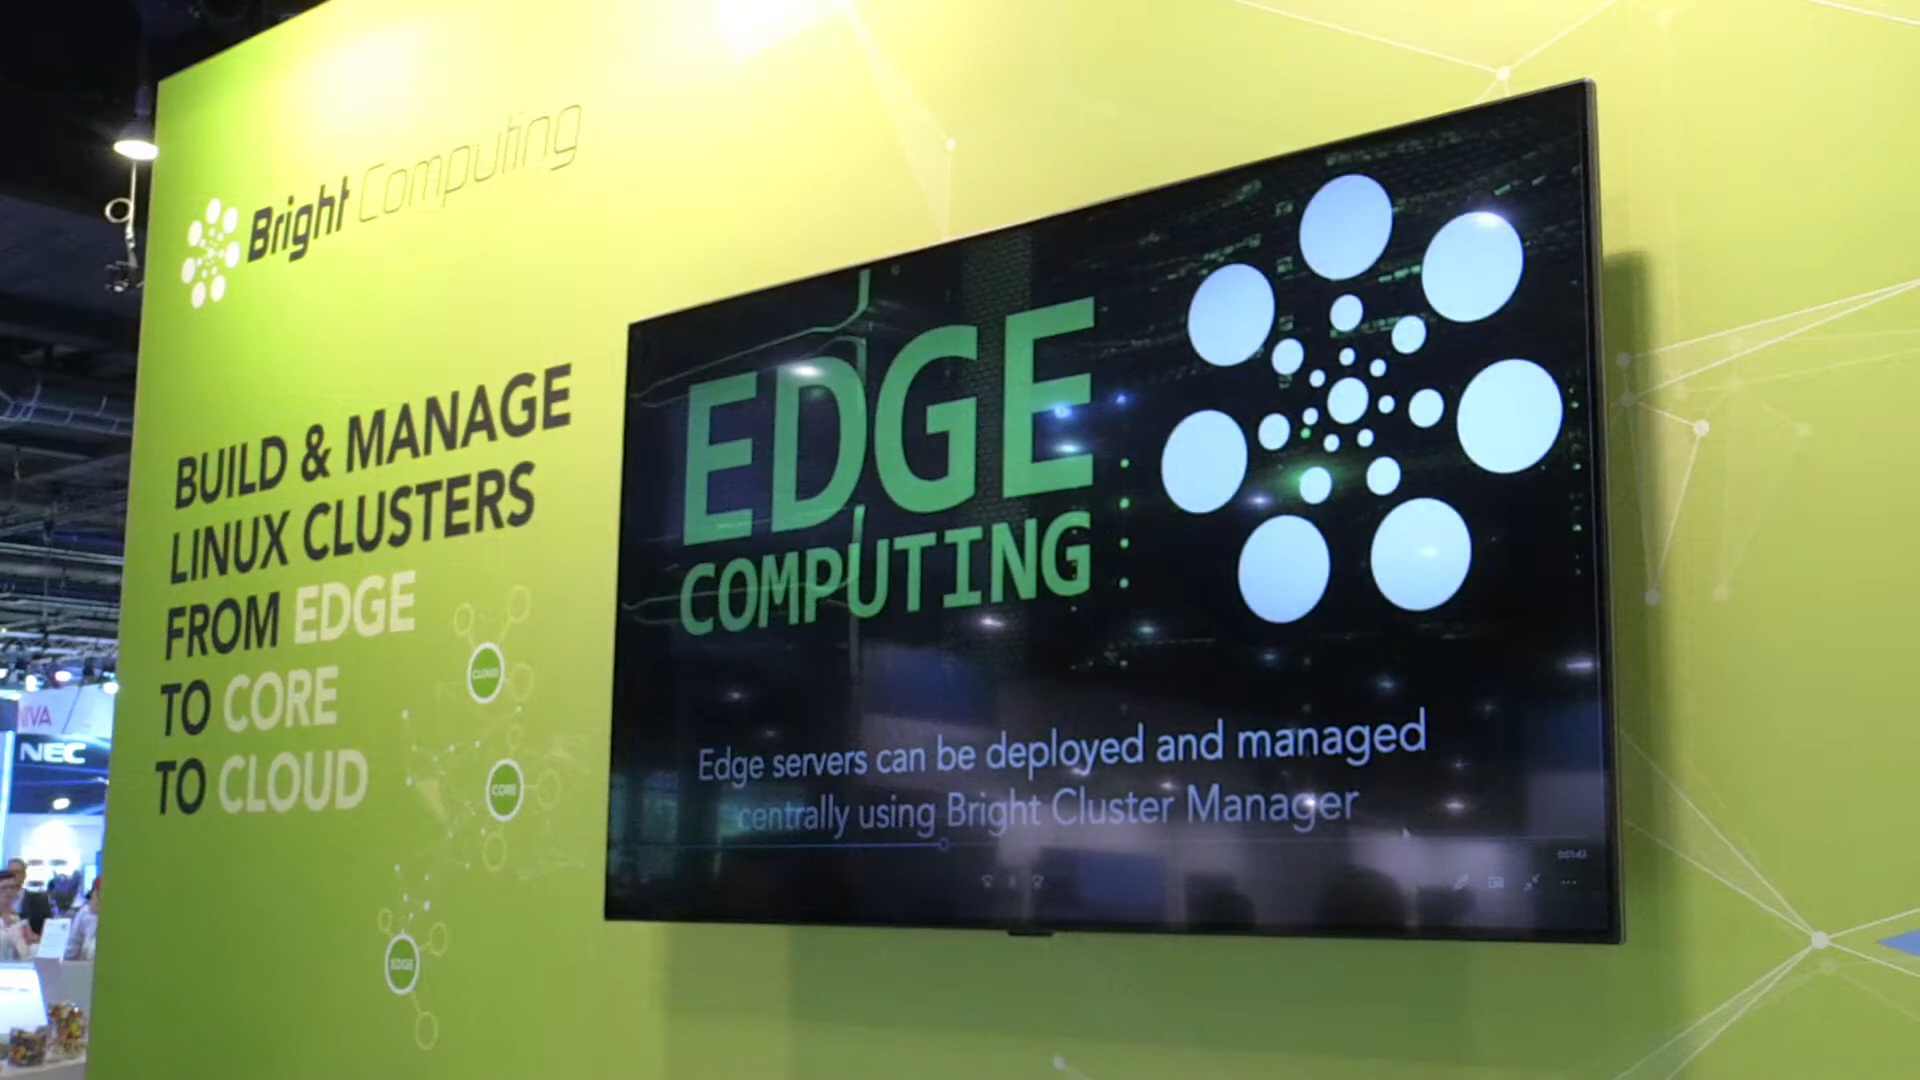 Bright Computing
BUILD & MANAGE
LINUX CLUSTERS
FROM EDGE
TO CORE
TO CLOUD
CLOUD
CORE
EDGE
NEC
EDGE
COMPUTING
Edge servers can be deployed and managed
centrally using Bright Cluster Manager